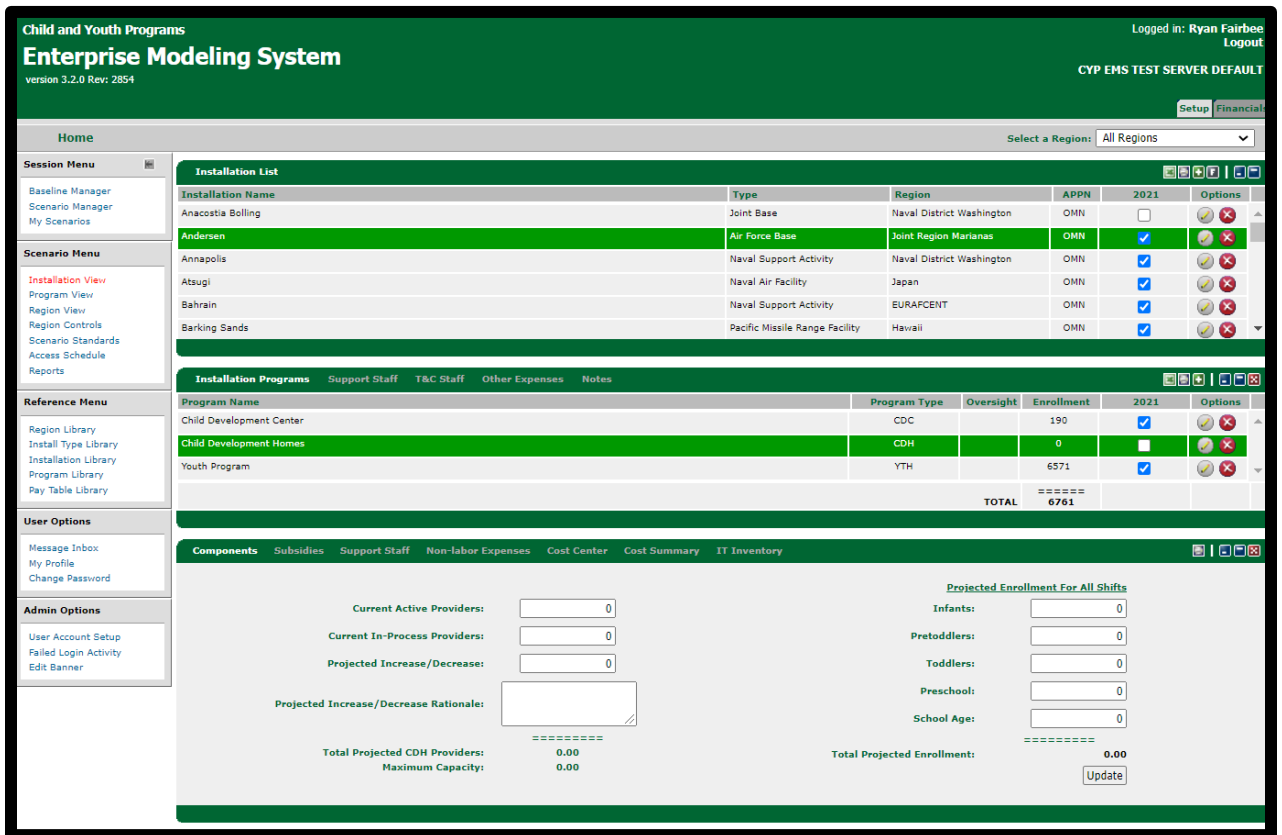 Child and Youth Programs
Enterprise Modeling System
version 3.2.0 Rev: 2854
Logged in: Ryan Fairbee
Logout
CYP EMS TEST SERVER DEFAULT
Setup Financials
Home
Select a Region: All Regions
Session Menu
Baseline Manager
Scenario Manager
My Scenarios
Scenario Menu
Installation View
Program View
Region View
Region Controls
Scenario Standards
Access Schedule
Reports
Reference Menu
Region Library
Install Type Library
Installation Library
Program Library
Pay Table Library
User Options
Message Inbox
My Profile
Change Password
Admin Options
User Account Setup
Failed Login Activity
Edit Banner
Installation List
Installation Name Type Region APPN 2021 Options
Anacostia Bolling Joint Base Naval District Washington OMN
Andersen Air Force Base Joint Region Marianas OMN
Annapolis Naval Support Activity Naval District Washington OMN
Atsugi Naval Air Facility Japan OMN
Bahrain Naval Support Activity EURAFCENT OMN
Barking Sands Pacific Missile Range Facility Hawaii OMN
Installation Programs Support Staff T&C Staff Other Expenses Notes
Program Name Program Type Oversight Enrollment 2021 Options
Child Development Center CDC 190
Child Development Homes CDH 0
Youth Program YTH 6571
======
TOTAL 6761
Components Subsidies Support Staff Non-labor Expenses Cost Center Cost Summary IT Inventory
Current Active Providers: 0
Current In-Process Providers: 0
Projected Increase/Decrease: 0
Projected Increase/Decrease Rationale:
=========
Total Projected CDH Providers: 0.00
Maximum Capacity: 0.00
Projected Enrollment For All Shifts
Infants: 0
Pretoddlers: 0
Toddlers: 0
Preschool: 0
School Age: 0
=========
Total Projected Enrollment: 0.00
Update